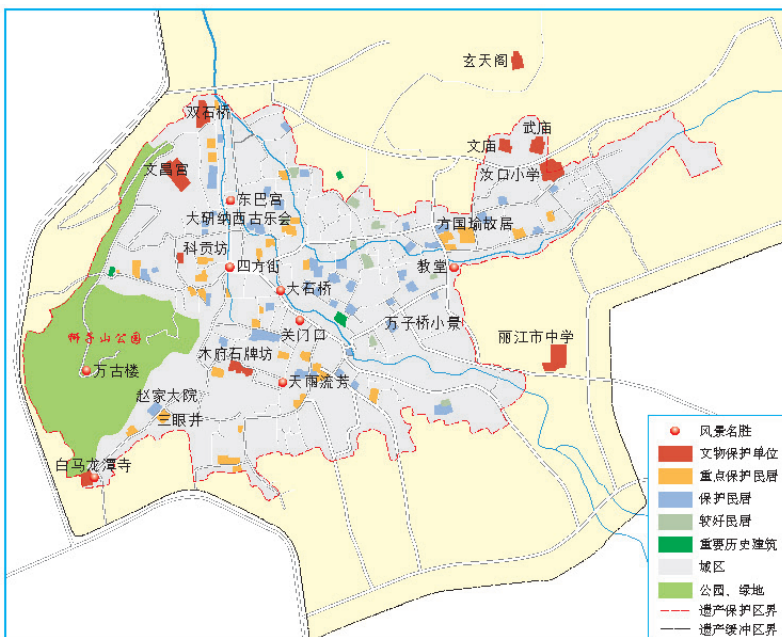 玄天阁
双石桥
武庙
文庙
文昌宫
汝口小学
东巴宫
大研纳西古乐会
方国瑜故居
科贡坊
四方街
教堂
大石桥
关门口
万子桥小景
狮子山公园
丽江市中学
木府石牌坊
万古楼
天雨流芳
赵家大院
三眼井
白马龙潭寺
风景名胜
文物保护单位
重点保护民居
保护民居
较好民居
重要历史建筑
城区
公园、绿地
遗产保护区界
遗产缓冲区界